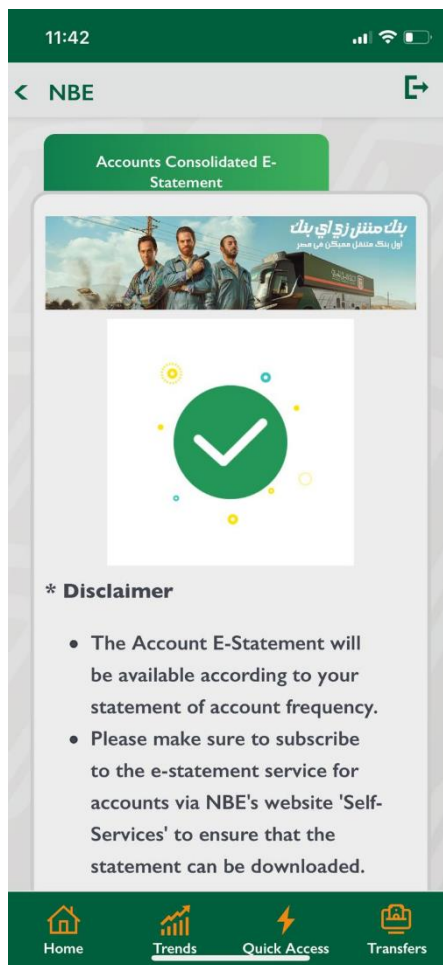 11:42
NBE
Accounts Consolidated E-
Statement
بنك متنقل زي اي بنك
اول بنك متنقل مميكن في مصر
* Disclaimer
• The Account E-Statement will
be available according to your
statement of account frequency.
• Please make sure to subscribe
to the e-statement service for
accounts via NBE's website 'Self-
Services' to ensure that the
statement can be downloaded.
Home
Trends
Quick Access
Transfers